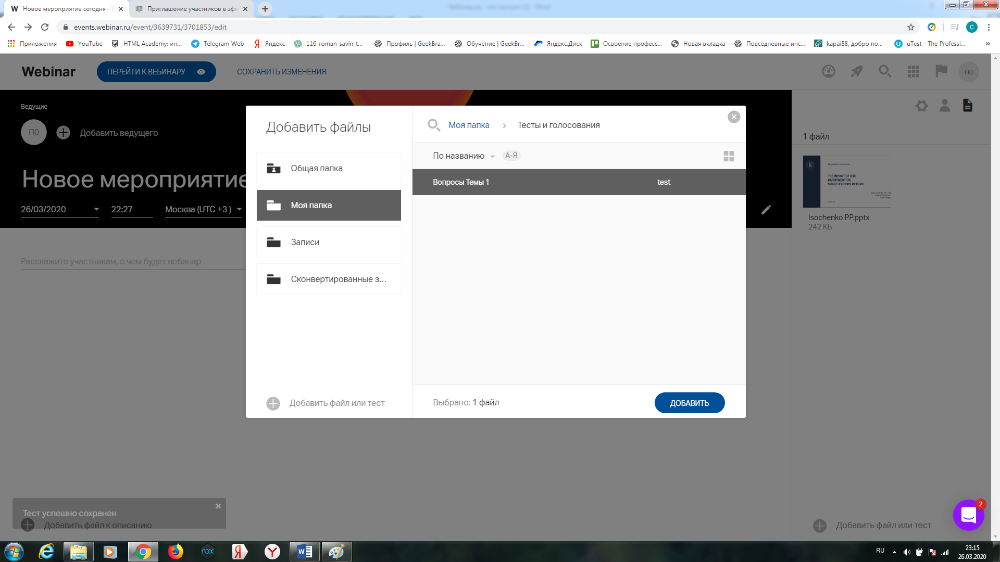 Новое мероприятие сегодня -
Приглашение участников в эфи
events.webinar.ru/event/3639731/3701853/edit
Приложения YouTube HTML Academy: ин... Telegram Web Яндекс 116-roman-savin-t... Профиль | GeekBra... Обучение | GeekBr... Яндекс.Диск Освоение професс... Новая вкладка Повседневные инс... kapai88, добро по... uTest - The Professi... »
Webinar ПЕРЕЙТИ К ВЕБИНАРУ СОХРАНИТЬ ИЗМЕНЕНИЯ П0
Ведущие
П0 Добавить ведущего
Новое мероприятие
26/03/2020 22:27 Москва (UTC +3 )
Расскажите участникам, о чем будет вебинар
Добавить файлы
Общая папка
Моя папка
Записи
Сконвертированные з...
Добавить файл или тест
Моя папка > Тесты и голосования
По названию А-Я
Вопросы Темы 1 test
Выбрано: 1 файл ДОБАВИТЬ
1 файл
THE IMPACT OF R&D
INVESTMENT ON
SHAREHOLDERS RETURN
Isochenko PP.pptx
242 КБ
Тест успешно сохранен
Добавить файл к описанию
Добавить файл или тест
2
RU 23:15
26.03.2020